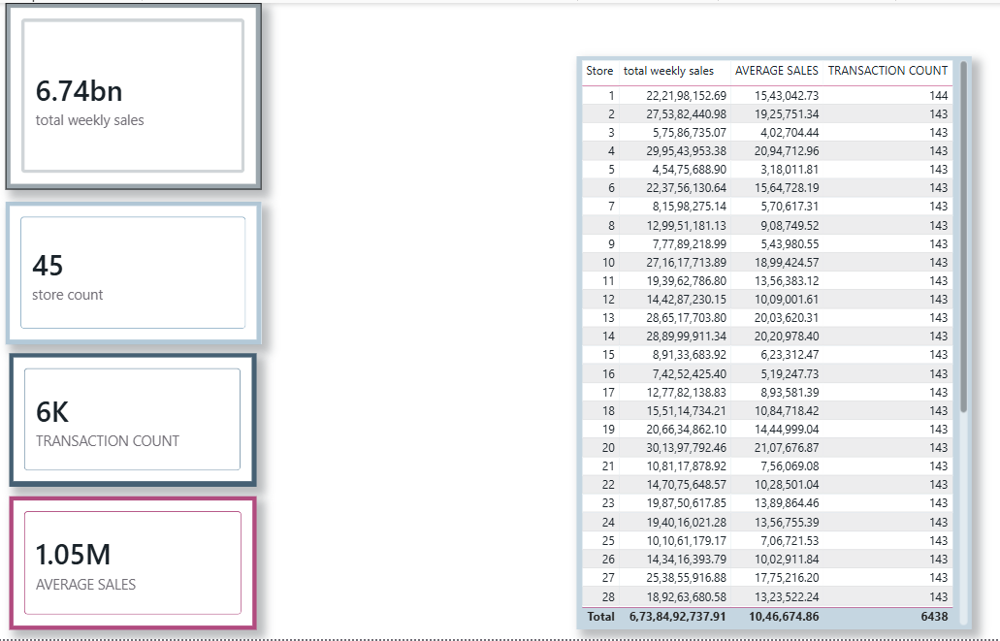 6.74bn
total weekly sales
45
store count
6K
TRANSACTION COUNT
1.05M
AVERAGE SALES
Store total weekly sales AVERAGE SALES TRANSACTION COUNT
1 22,21,98,152.69 15,43,042.73 144
2 27,53,82,440.98 19,25,751.34 143
3 5,75,86,735.07 4,02,704.44 143
4 29,95,43,953.38 20,94,712.96 143
5 4,54,75,688.90 3,18,011.81 143
6 22,37,56,130.64 15,64,728.19 143
7 8,15,98,275.14 5,70,617.31 143
8 12,99,51,181.13 9,08,749.52 143
9 7,77,89,218.99 5,43,980.55 143
10 27,16,17,713.89 18,99,424.57 143
11 19,39,62,786.80 13,56,383.12 143
12 14,42,87,230.15 10,09,001.61 143
13 28,65,17,703.80 20,03,620.31 143
14 28,89,99,911.34 20,20,978.40 143
15 8,91,33,683.92 6,23,312.47 143
16 7,42,52,425.40 5,19,247.73 143
17 12,77,82,138.83 8,93,581.39 143
18 15,51,14,734.21 10,84,718.42 143
19 20,66,34,862.10 14,44,999.04 143
20 30,13,97,792.46 21,07,676.87 143
21 10,81,17,878.92 7,56,069.08 143
22 14,70,75,648.57 10,28,501.04 143
23 19,87,50,617.85 13,89,864.46 143
24 19,40,16,021.28 13,56,755.39 143
25 10,10,61,179.17 7,06,721.53 143
26 14,34,16,393.79 10,02,911.84 143
27 25,38,55,916.88 17,75,216.20 143
28 18,92,63,680.58 13,23,522.24 143
Total 6,73,84,92,737.91 10,46,674.86 6438